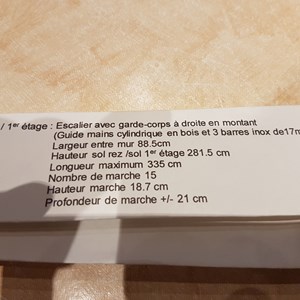 / 1er étage : Escalier avec garde-corps à droite en montant
(Guide mains cylindrique en bois et 3 barres inox de17m
Largeur entre mur 88.5cm
Hauteur sol rez /sol 1er étage 281.5 cm
Longueur maximum 335 cm
Nombre de marche 15
Hauteur marche 18.7 cm
Profondeur de marche +/- 21 cm